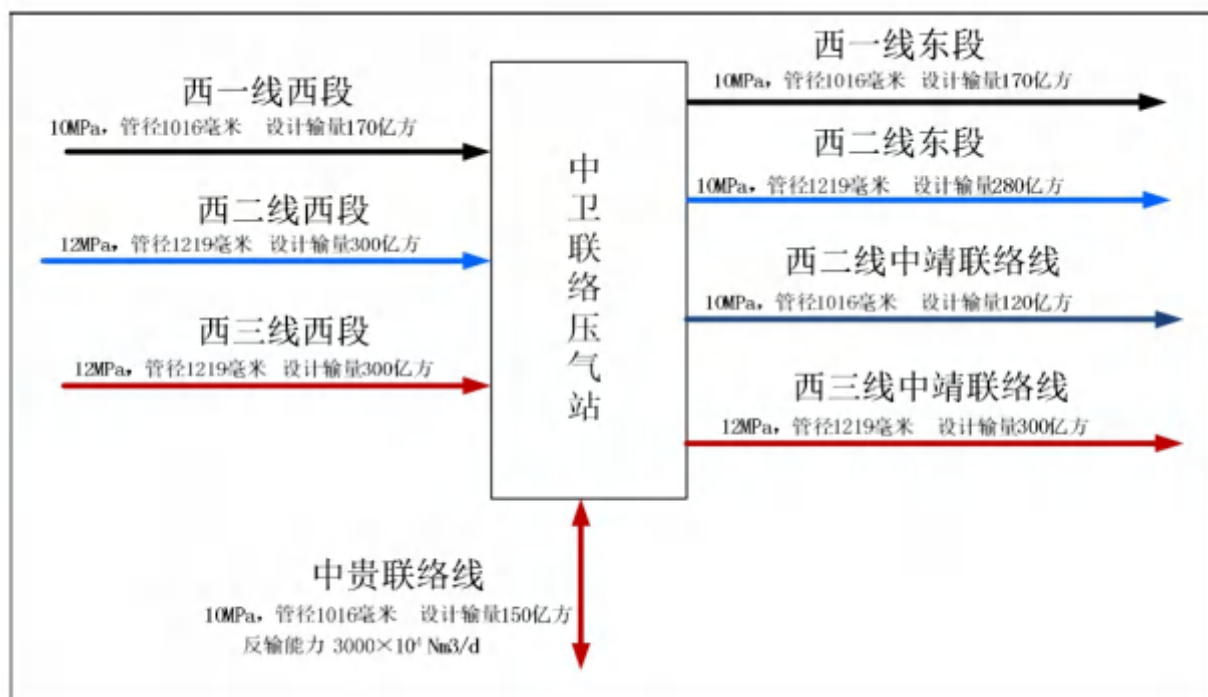 西一线西段
10MPa，管径1016毫米 设计输量170亿方
西二线西段
12MPa，管径1219毫米 设计输量300亿方
西三线西段
12MPa，管径1219毫米 设计输量300亿方
中卫联络压气站
西一线东段
10MPa，管径1016毫米 设计输量170亿方
西二线东段
10MPa，管径1219毫米 设计输量280亿方
西二线中靖联络线
10MPa，管径1016毫米 设计输量120亿方
西三线中靖联络线
12MPa，管径1219毫米 设计输量300亿方
中贵联络线
10MPa，管径1016毫米 设计输量150亿方
反输能力 3000×10⁴ Nm3/d